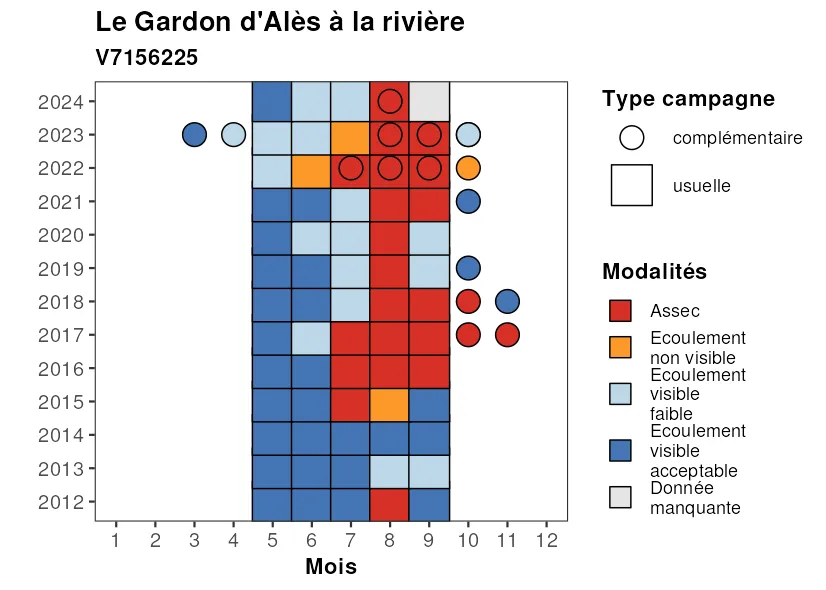 Le Gardon d'Alès à la rivière
V7156225
2024
2023
2022
2021
2020
2019
2018
2017
2016
2015
2014
2013
2012
1 2 3 4 5 6 7 8 9 10 11 12
Mois
Type campagne
complémentaire
usuelle
Modalités
Assec
Ecoulement
non visible
Ecoulement
visible
faible
Ecoulement
visible
acceptable
Donnée
manquante